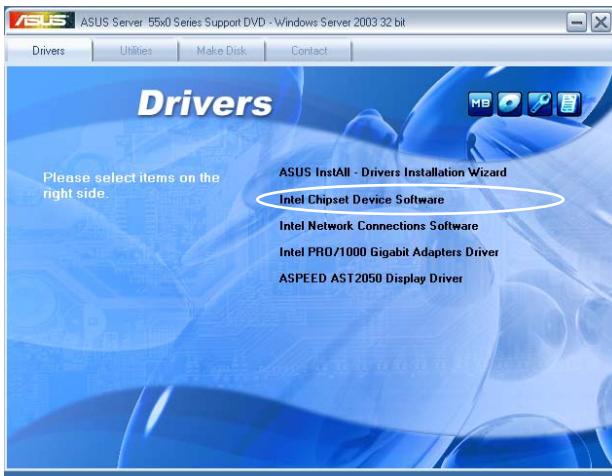 ASUS ASUS Server 55x0 Series Support DVD - Windows Server 2003 32 bit
Drivers Utilities Make Disk Contact
Drivers
MB
Please select items on the
right side.
ASUS InstAll - Drivers Installation Wizard
Intel Chipset Device Software
Intel Network Connections Software
Intel PRO/1000 Gigabit Adapters Driver
ASPEED AST2050 Display Driver